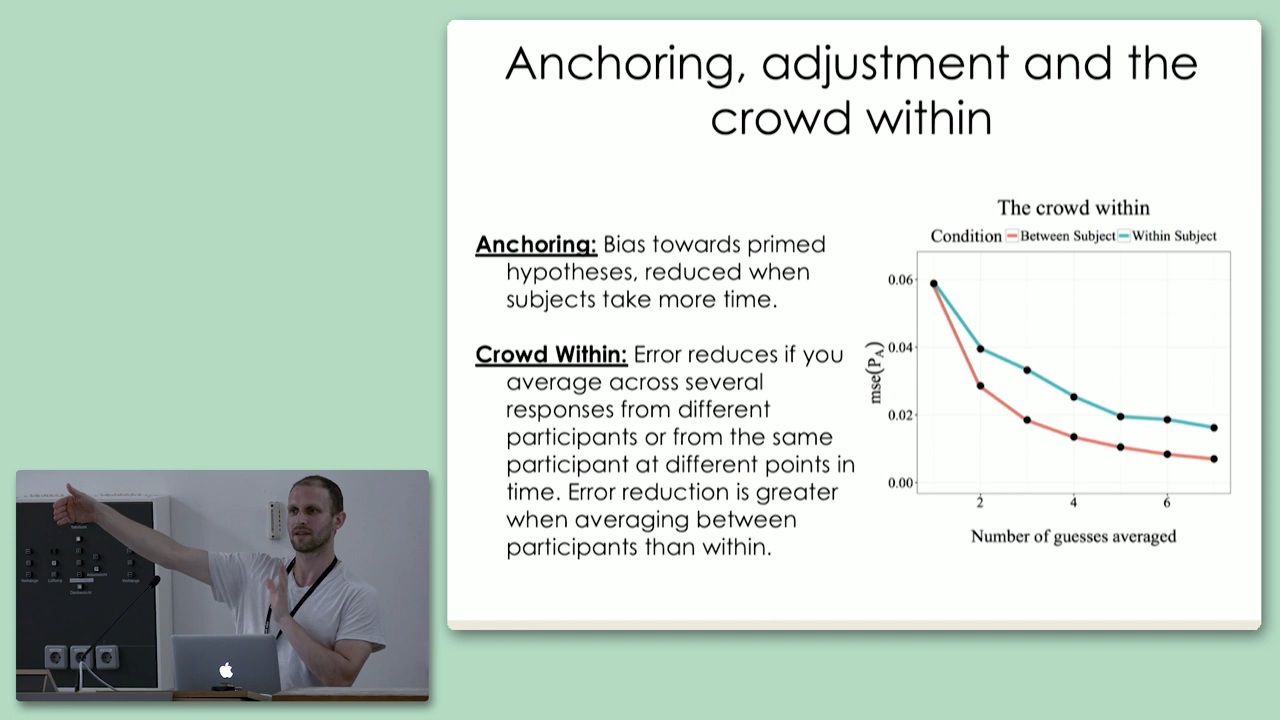 Anchoring, adjustment and the
crowd within
Anchoring: Bias towards primed
hypotheses, reduced when
subjects take more time.
Crowd Within: Error reduces if you
average across several
responses from different
participants or from the same
participant at different points in
time. Error reduction is greater
when averaging between
participants than within.
The crowd within
Condition Between Subject Within Subject
mse(P_A)
0.06
0.04
0.02
0.00
2 4 6
Number of guesses averaged